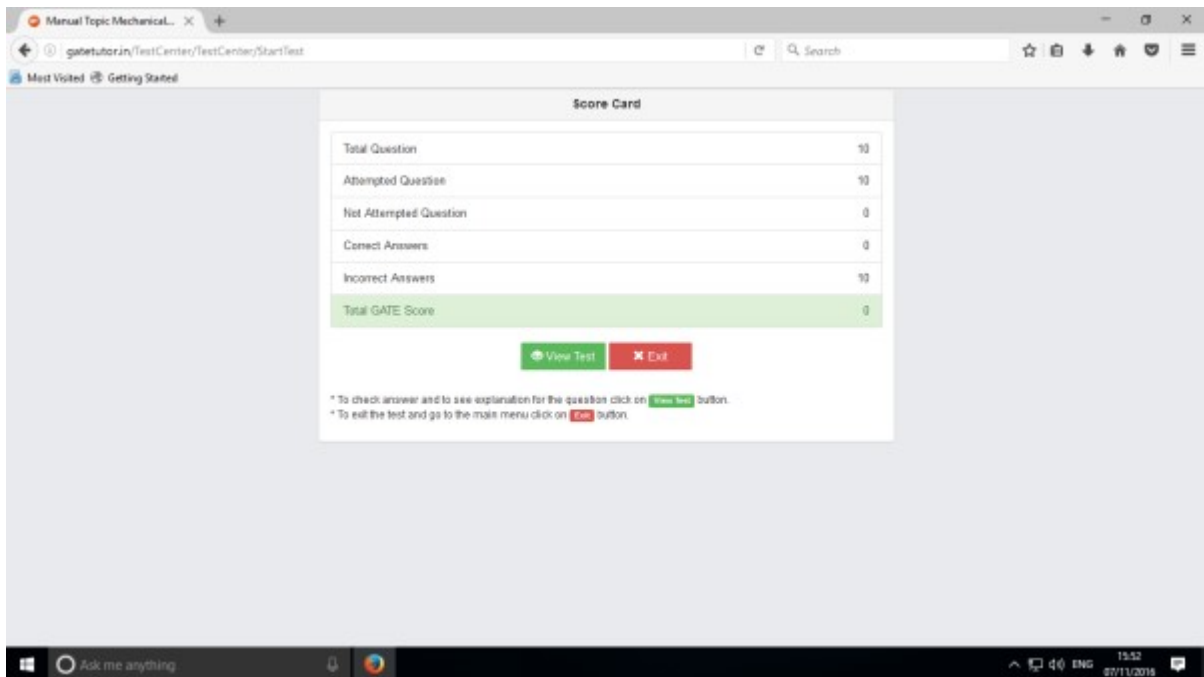 Manual Topic Mechanical...
gatetutor.in/TestCenter/TestCenter/StartTest
Search
Most Visited
Getting Started
Score Card
Total Question 10
Attempted Question 10
Not Attempted Question 0
Correct Answers 0
Incorrect Answers 10
Total GATE Score 0
View Test
Exit
* To check answer and to see explanation for the question click on View Test button.
* To exit the test and go to the main menu click on Exit button.
Ask me anything
ENG
15:52
07/11/2016